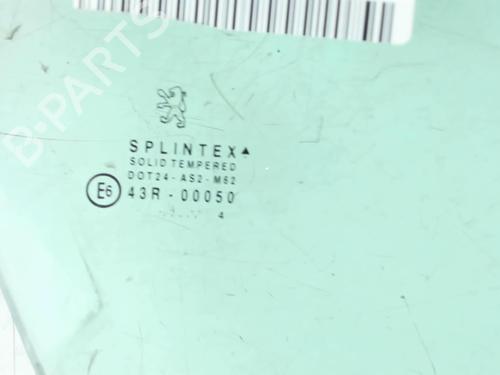 B-PARTS
SPLINTEX
SOLID TEMPERED
DOT24-AS2-M62
E6 43R-00050
4